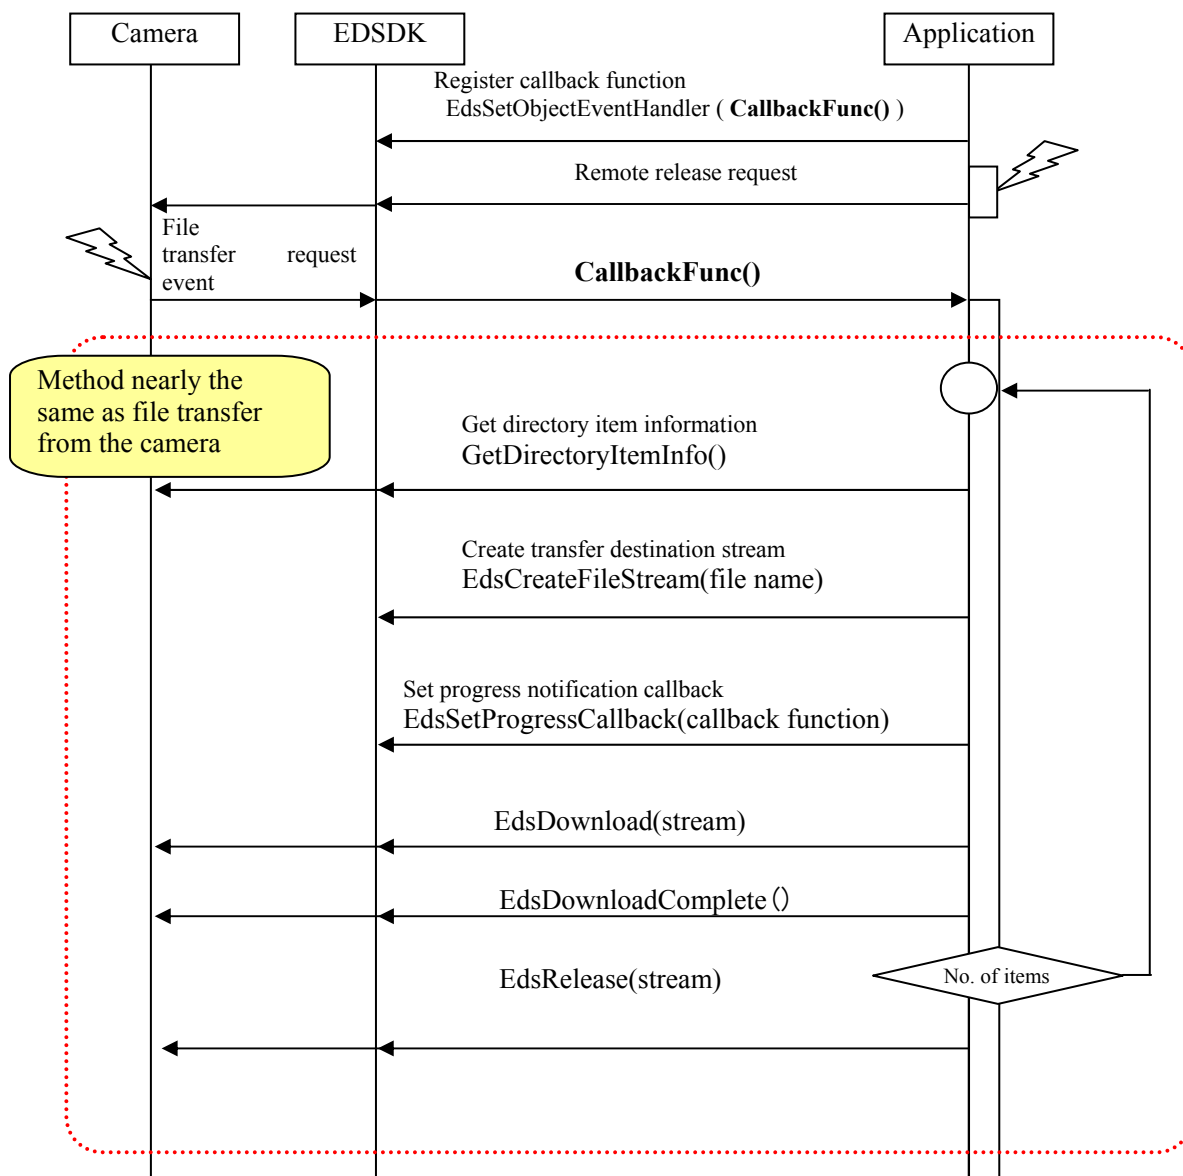 Camera
EDSDK
Application
Register callback function
EdsSetObjectEventHandler ( CallbackFunc() )
Remote release request
File
transfer request
event
CallbackFunc()
Method nearly the
same as file transfer
from the camera
Get directory item information
GetDirectoryItemInfo()
Create transfer destination stream
EdsCreateFileStream(file name)
Set progress notification callback
EdsSetProgressCallback(callback function)
EdsDownload(stream)
EdsDownloadComplete()
EdsRelease(stream)
No. of items